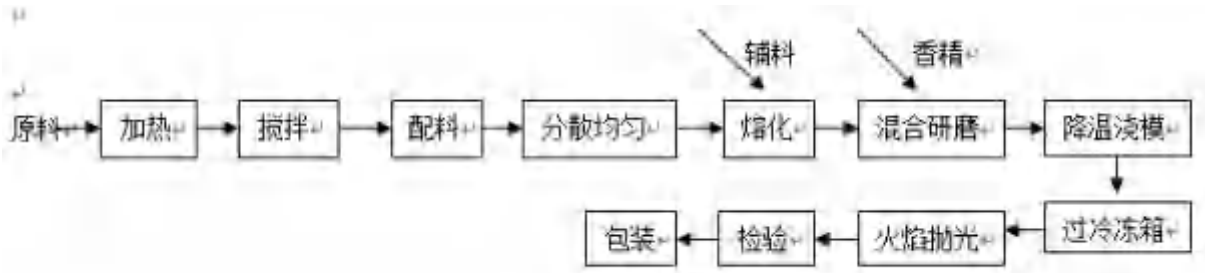 辅料 香精
原料 加热 搅拌 配料 分散均匀 熔化 混合研磨 降温浇模
包装 检验 火焰抛光 过冷冻箱